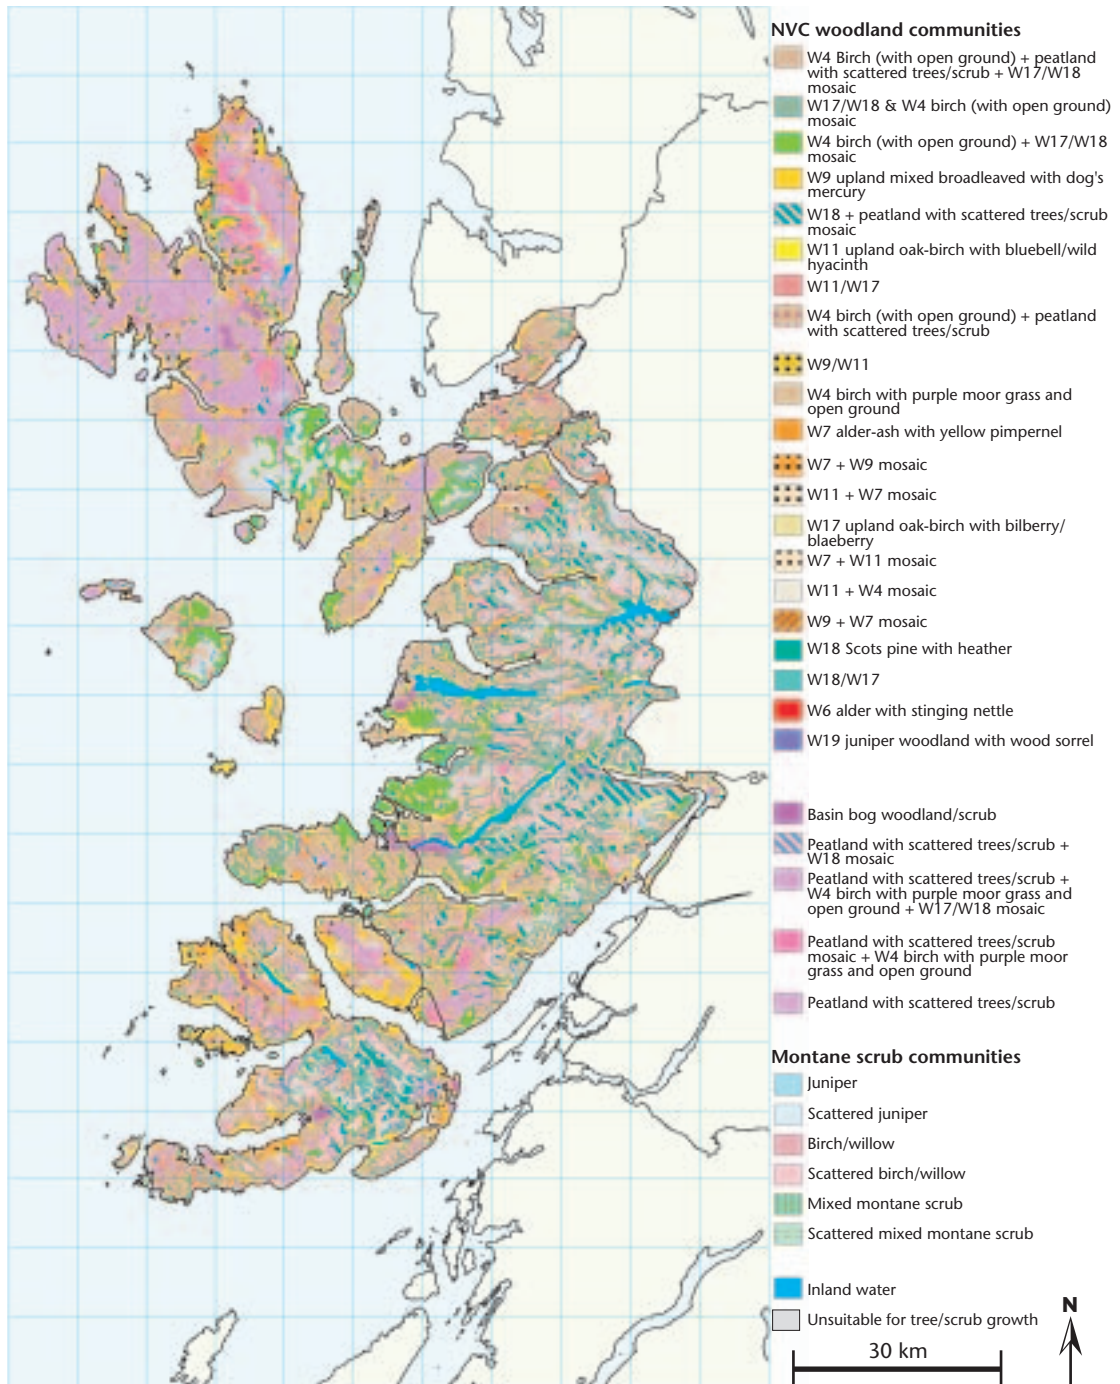 NVC woodland communities
W4 Birch (with open ground) + peatland
with scattered trees/scrub + W17/W18
mosaic
W17/W18 & W4 birch (with open ground)
mosaic
W4 birch (with open ground) + W17/W18
mosaic
W9 upland mixed broadleaved with dog's
mercury
W18 + peatland with scattered trees/scrub
mosaic
W11 upland oak-birch with bluebell/wild
hyacinth
W11/W17
W4 birch (with open ground) + peatland
with scattered trees/scrub
W9/W11
W4 birch with purple moor grass and
open ground
W7 alder-ash with yellow pimpernel
W7 + W9 mosaic
W11 + W7 mosaic
W17 upland oak-birch with bilberry/
blaeberry
W7 + W11 mosaic
W11 + W4 mosaic
W9 + W7 mosaic
W18 Scots pine with heather
W18/W17
W6 alder with stinging nettle
W19 juniper woodland with wood sorrel
Basin bog woodland/scrub
Peatland with scattered trees/scrub +
W18 mosaic
Peatland with scattered trees/scrub +
W4 birch with purple moor grass and
open ground + W17/W18 mosaic
Peatland with scattered trees/scrub
mosaic + W4 birch with purple moor
grass and open ground
Peatland with scattered trees/scrub
Montane scrub communities
Juniper
Scattered juniper
Birch/willow
Scattered birch/willow
Mixed montane scrub
Scattered mixed montane scrub
Inland water
Unsuitable for tree/scrub growth
N
30 km